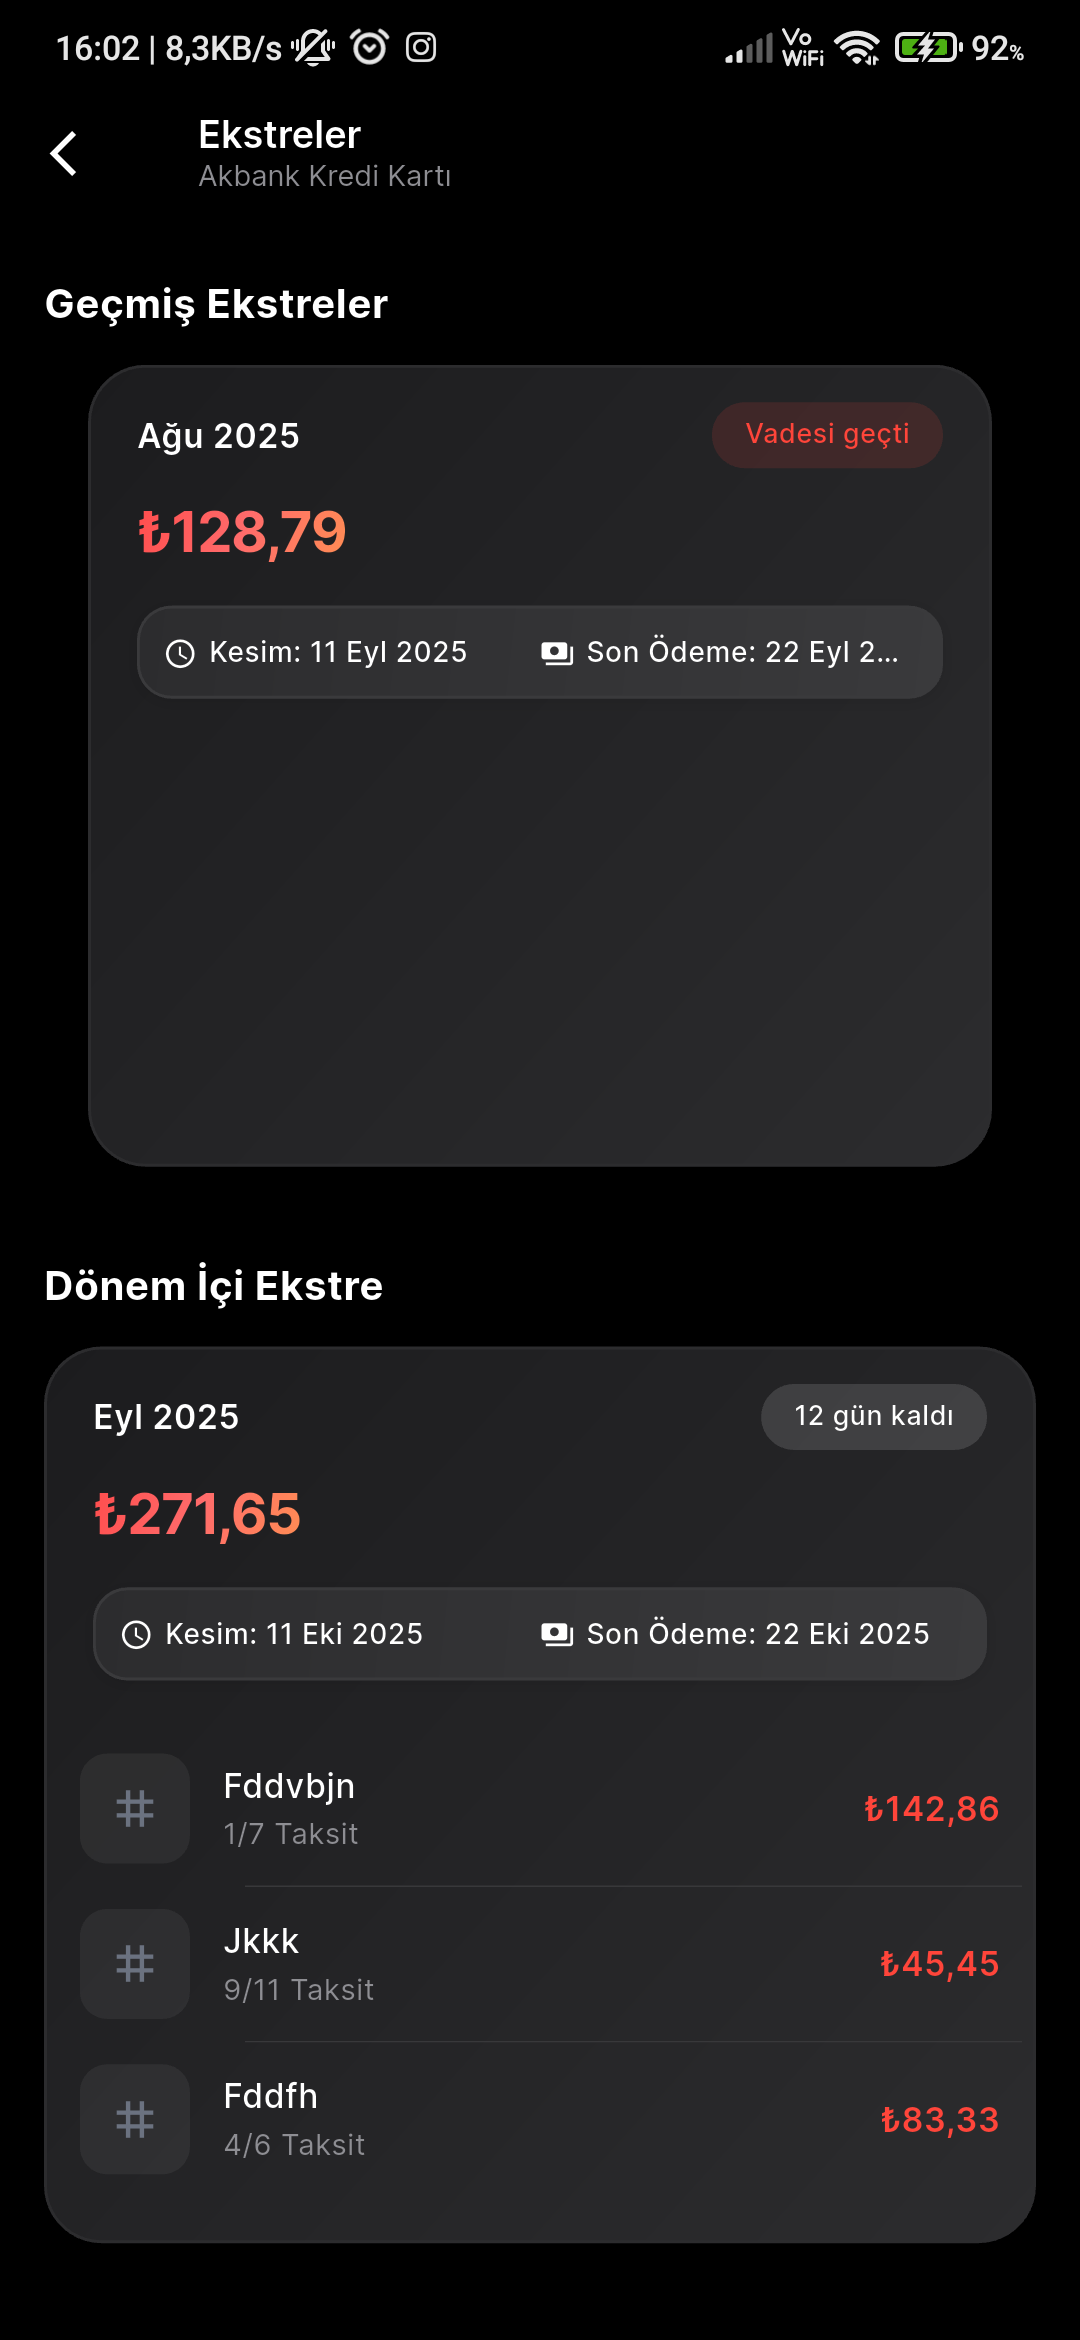 16:02 | 8,3KB/s Vo WiFi 92%
Ekstreler
Akbank Kredi Kartı
Geçmiş Ekstreler
Ağu 2025 Vadesi geçti
₺128,79
Kesim: 11 Eyl 2025 Son Ödeme: 22 Eyl 2...
Dönem İçi Ekstre
Eyl 2025 12 gün kaldı
₺271,65
Kesim: 11 Eki 2025 Son Ödeme: 22 Eki 2025
Fddvbjn
1/7 Taksit ₺142,86
Jkkk
9/11 Taksit ₺45,45
Fddfh
4/6 Taksit ₺83,33